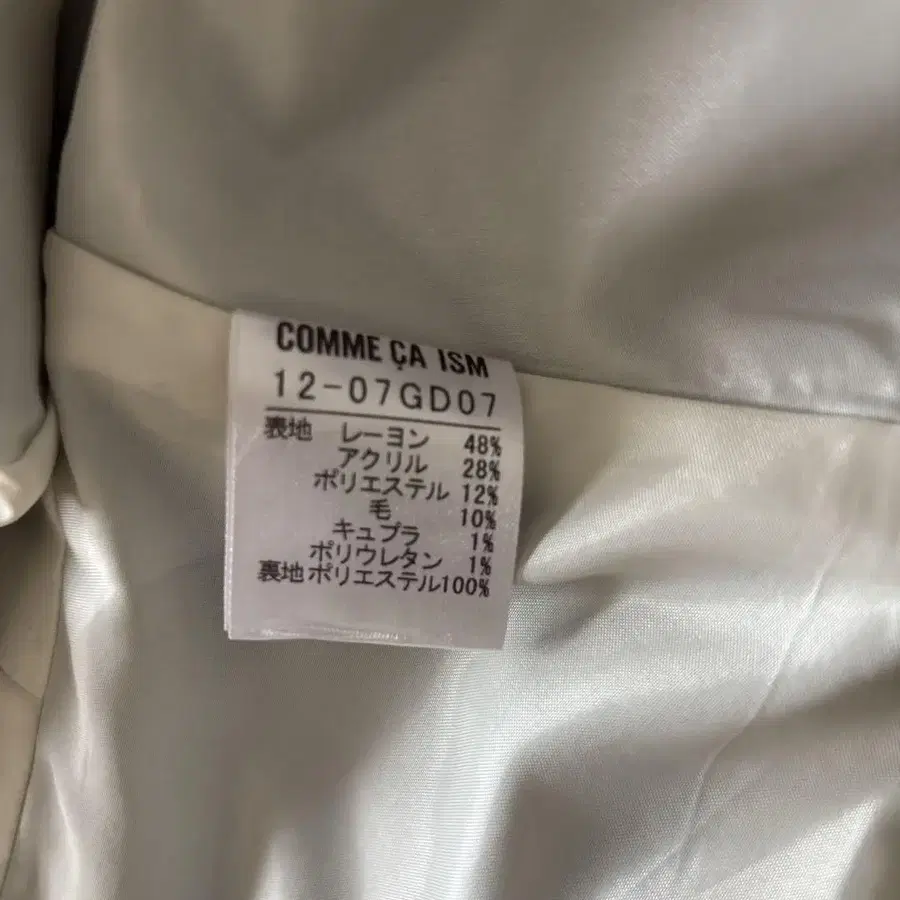 COMME ÇA ISM
12-07GD07
表地 レーヨン 48%
アクリル 28%
ポリエステル 12%
毛 10%
キュプラ 1%
ポリウレタン 1%
裏地 ポリエステル100%